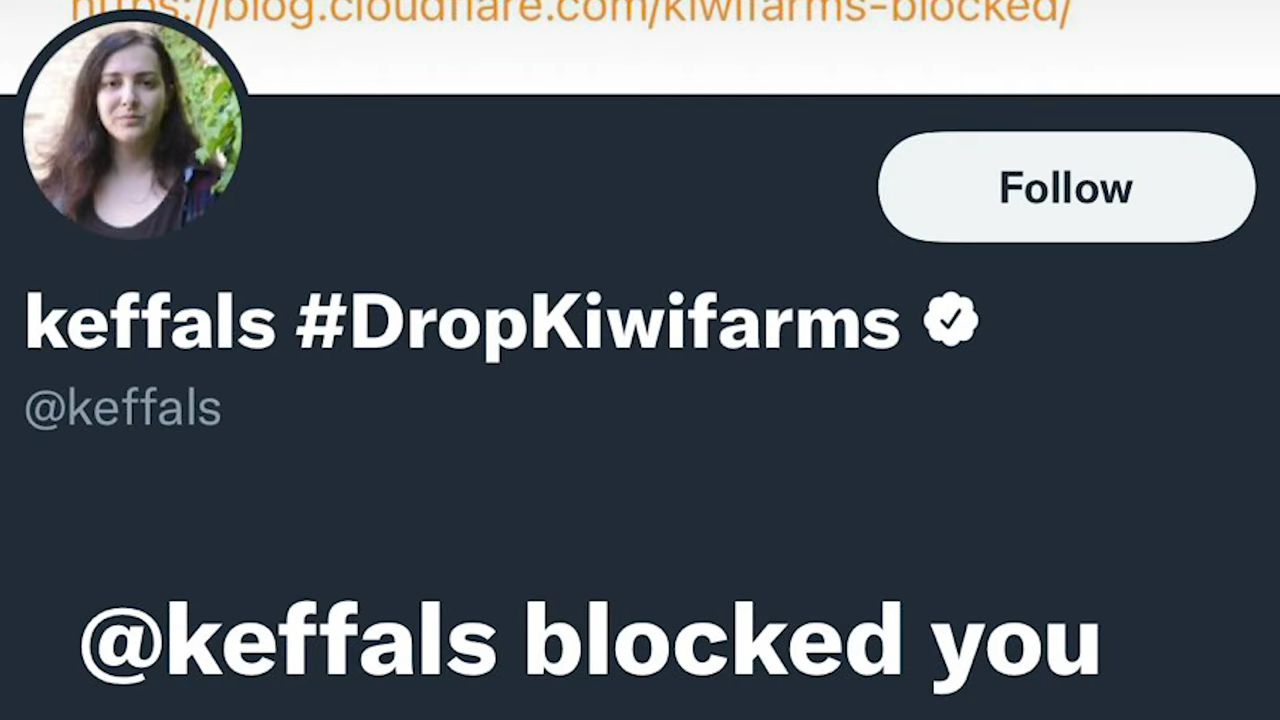 https://blog.cloudflare.com/kiwifarms-blocked/
Follow
keffals #DropKiwifarms
@keffals
@keffals blocked you